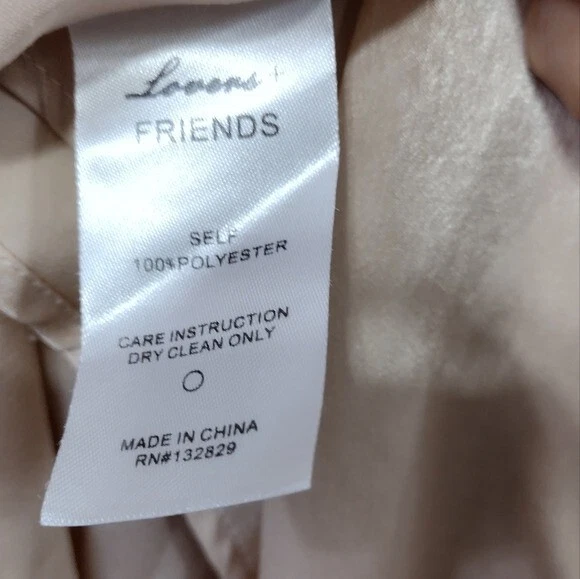 Lovers +
FRIENDS
SELF
100%POLYESTER
CARE INSTRUCTION
DRY CLEAN ONLY
MADE IN CHINA
RN#132829